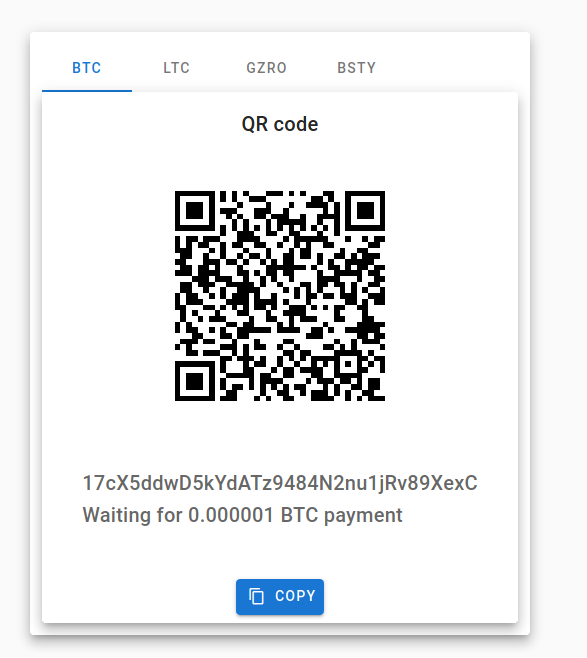 BTC LTC GZRO BSTY
QR code
17cX5ddwD5kYdATz9484N2nu1jRv89XexC
Waiting for 0.000001 BTC payment
COPY